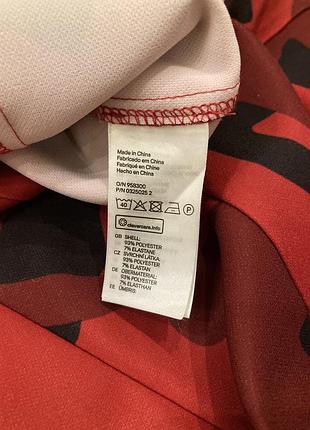 Made in China
Fabricado em China
Fabriqué en Chine
Hecho en China
O/N 958300
P/N 0325025 2
40
P
clevercare.info
GB SHELL:
93% POLYESTER
7% ELASTANE
CZ SVRCHNÍ LÁTKA:
93% POLYESTER
7% ELASTAN
DE OBERMATERIAL:
93% POLYESTER
7% ELASTHAN
EE ÜMBRIS: